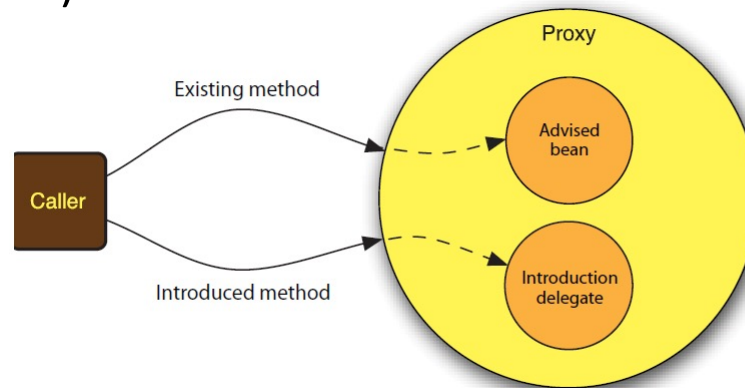 Proxy
Existing method
Advised
bean
Caller
Introduction
delegate
Introduced method